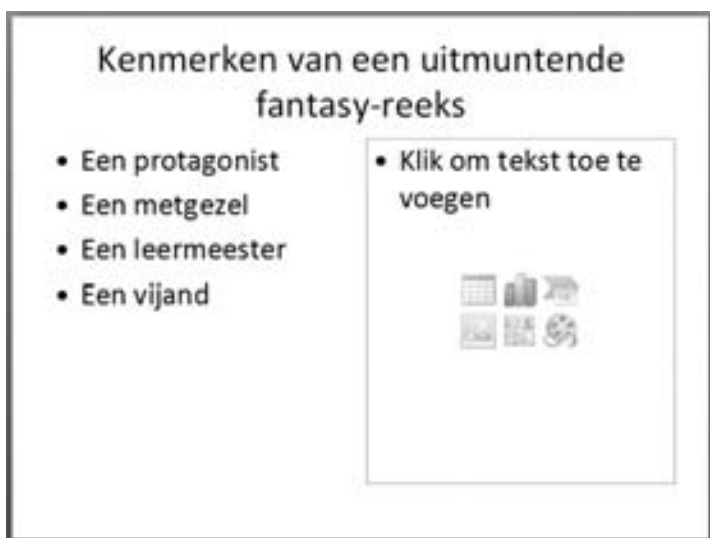 Kenmerken van een uitmuntende
fantasy-reeks
• Een protagonist
• Een metgezel
• Een leermeester
• Een vijand
• Klik om tekst toe te
voegen